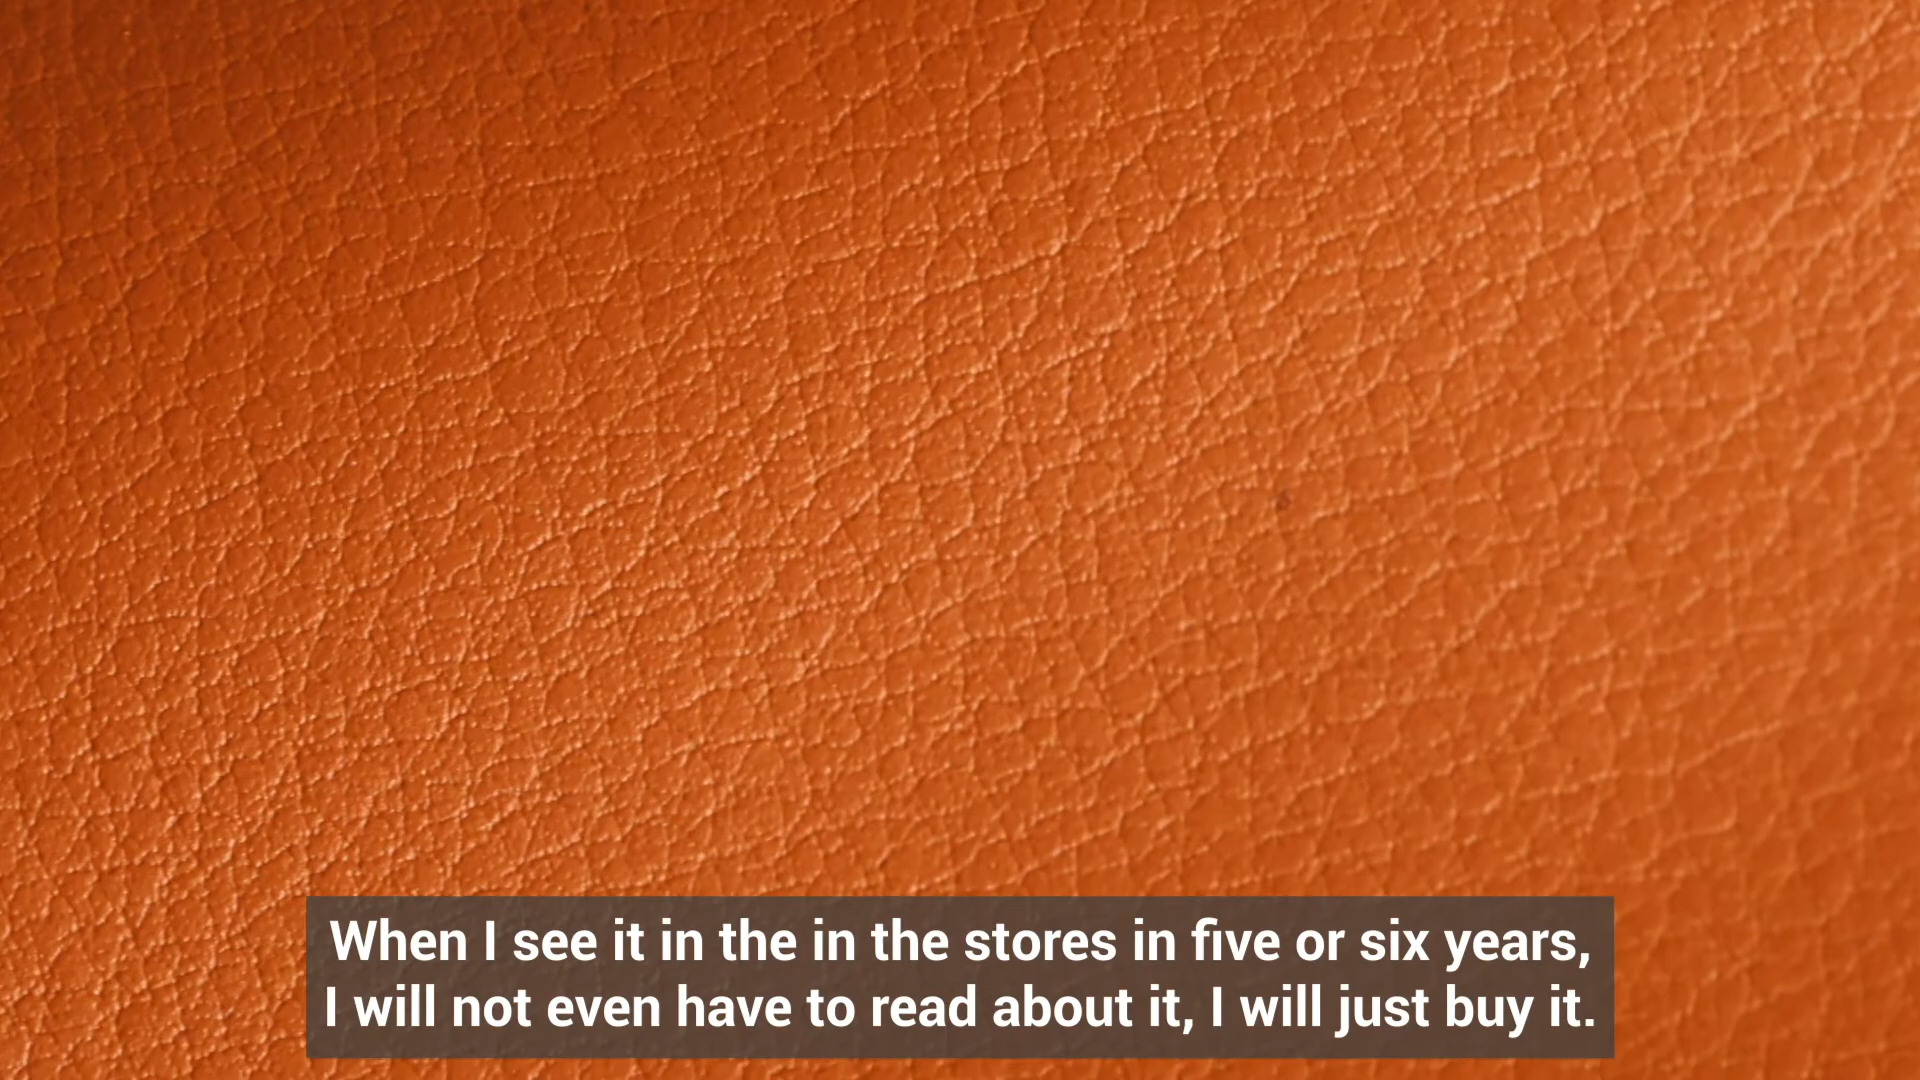 When I see it in the in the stores in five or six years,
I will not even have to read about it, I will just buy it.